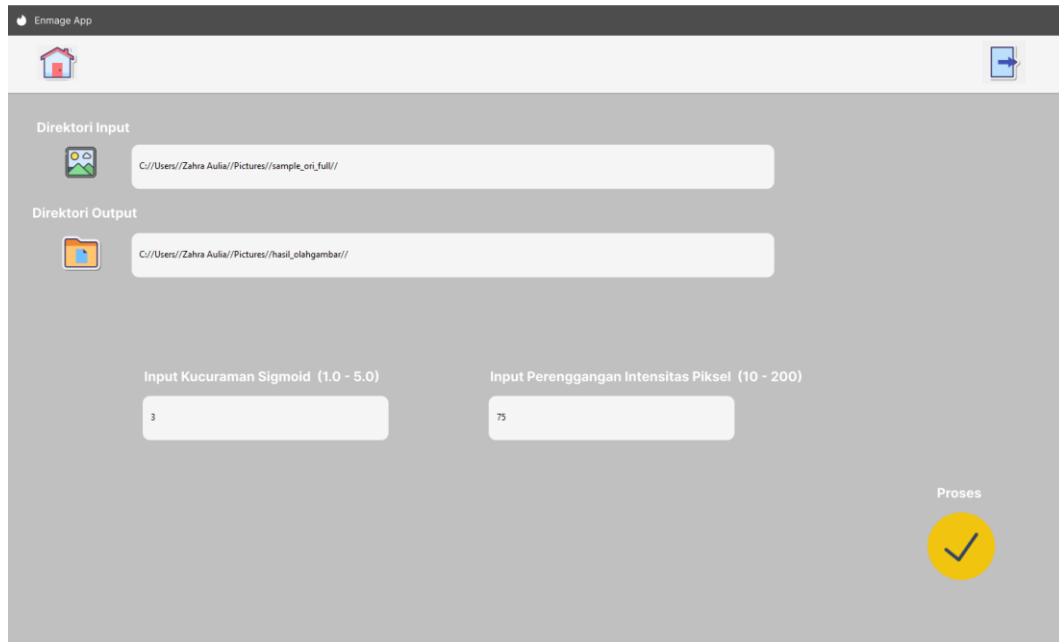 Enmage App
Direktori Input
C://Users//Zahra Aulia//Pictures//sample_ori_full//
Direktori Output
C://Users//Zahra Aulia//Pictures//hasil_olahgambar//
Input Kucuraman Sigmoid (1.0 - 5.0)
Input Perenggangan Intensitas Piksel (10 - 200)
3
75
Proses